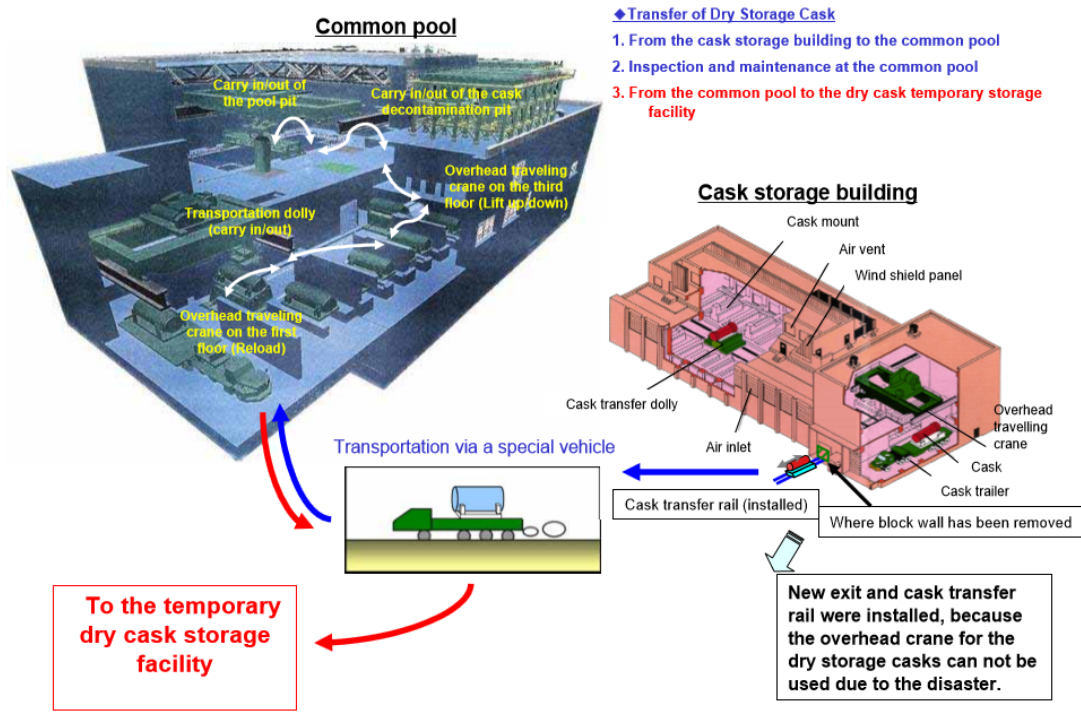 Common pool
◆Transfer of Dry Storage Cask
1. From the cask storage building to the common pool
2. Inspection and maintenance at the common pool
3. From the common pool to the dry cask temporary storage
facility
Carry in/out of
the pool pit
Carry in/out of the cask
decontamination pit
Overhead traveling
crane on the third
floor (Lift up/down)
Transportation dolly
(carry in/out)
Overhead traveling
crane on the first
floor (Reload)
Cask storage building
Cask mount
Air vent
Wind shield panel
Cask transfer dolly
Air inlet
Overhead
travelling
crane
Cask
Cask trailer
Transportation via a special vehicle
Cask transfer rail (installed)
Where block wall has been removed
To the temporary
dry cask storage
facility
New exit and cask transfer
rail were installed, because
the overhead crane for the
dry storage casks can not be
used due to the disaster.